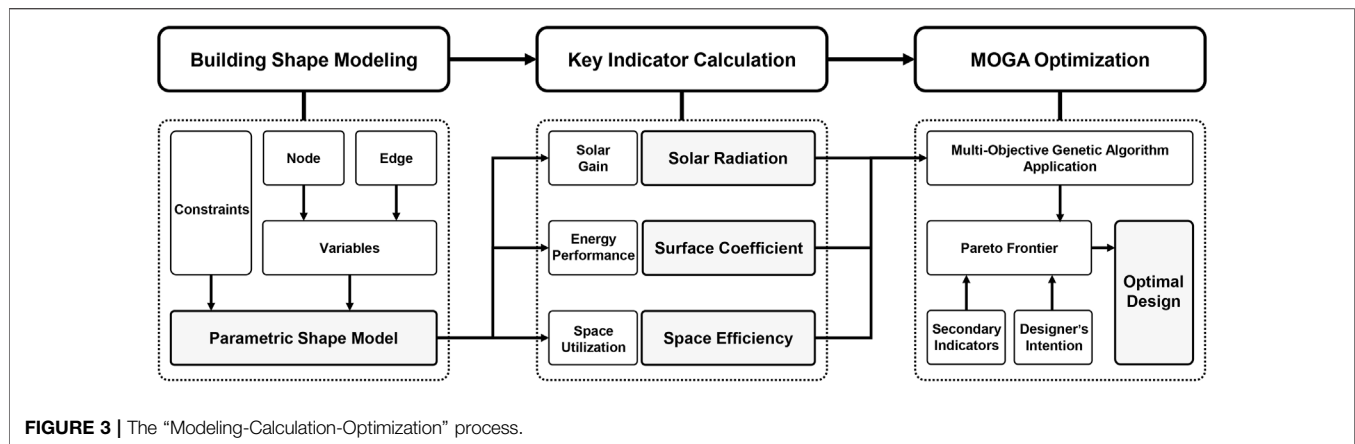 Building Shape Modeling
Key Indicator Calculation
MOGA Optimization
Constraints
Node
Edge
Variables
Parametric Shape Model
Solar
Gain
Solar Radiation
Energy
Performance
Surface Coefficient
Space
Utilization
Space Efficiency
Multi-Objective Genetic Algorithm
Application
Pareto Frontier
Secondary
Indicators
Designer's
Intention
Optimal
Design
FIGURE 3 | The “Modeling-Calculation-Optimization” process.